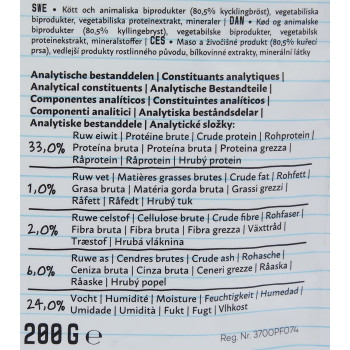 SWE • Kött och animaliska biprodukter (80,5% kycklingbröst), vegetabiliska
biprodukter, vegetabiliska proteinextrakt, mineraler | DAN • Kød og animalske
biprodukter (80,5% kyllingebryst), vegetabilske biprodukter, vegetabilsk
proteinekstrakt, mineralstoffer | CES • Maso a živočišné produkty (80,5% kuřecí
prsa), vedlejší produkty rostlinného původu, bílkovinné extrakty, minerální látky
Analytische bestanddelen | Constituants analytiques |
Analytical constituents | Analytische Bestandteile |
Componentes analíticos | Constituintes analíticos |
Componenti analitici | Analytiska beståndsdelar |
Analytiske bestanddele | Analytické složky:
33,0% Ruw eiwit | Protéine brute | Crude protein | Rohprotein |
Proteína bruta | Proteína bruta | Proteina grezza |
Råprotein | Råprotein | Hrubý protein
1,0% Ruw vet | Matières grasses brutes | Crude fat | Rohfett |
Grasa bruta | Matéria gorda bruta | Grassi grezzi |
Råfett | Råfedt | Hrubý tuk
2,0% Ruwe celstof | Cellulose brute | Crude fibre | Rohfaser |
Fibra bruta | Fibra bruta | Fibra grezza | Växttråd |
Træstof | Hrubá vláknina
6,0% Ruwe as | Cendres brutes | Crude ash | Rohasche |
Ceniza bruta | Cinza bruta | Ceneri grezze | Råaska |
Råaske | Hrubý popel
24,0% Vocht | Humidité | Moisture | Feuchtigkeit | Humedad |
Umidade | Umidità | Fukt | Fugt | Vlhkost
200 G e
Reg. Nr. 3700PF074